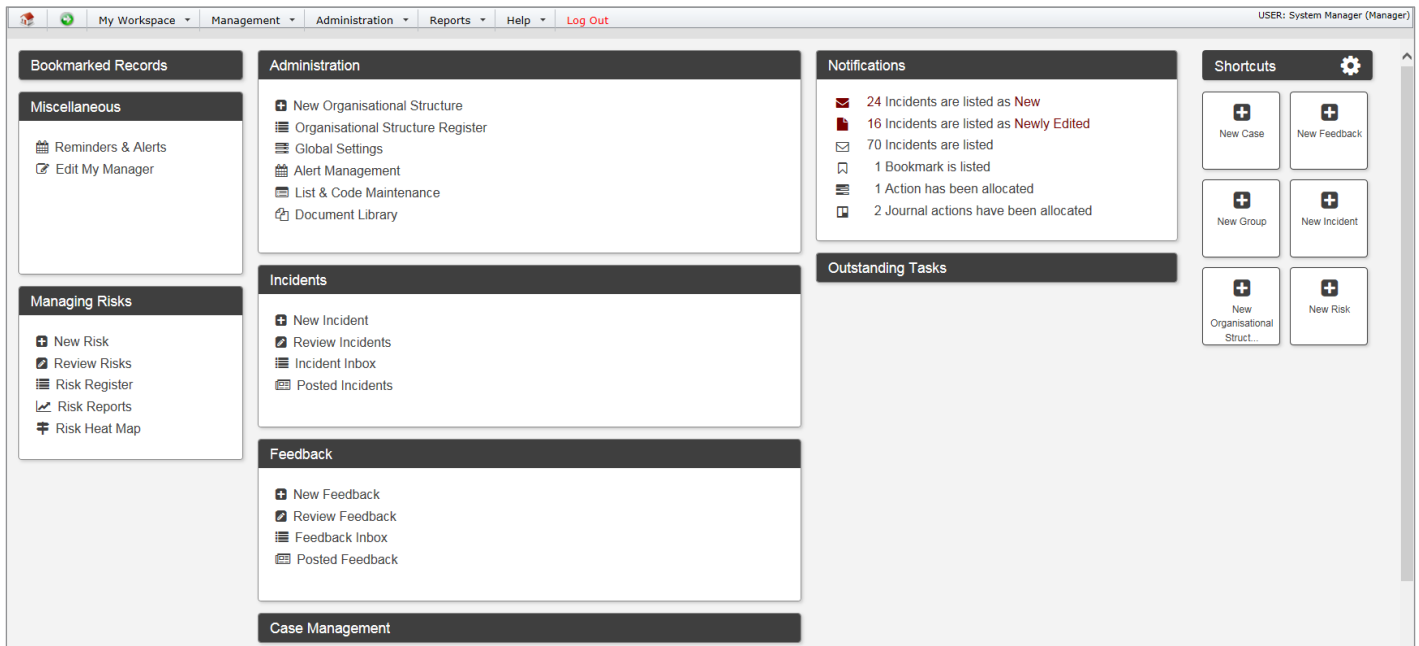 My Workspace
Management
Administration
Reports
Help
Log Out
USER: System Manager (Manager)
Bookmarked Records
Miscellaneous
Reminders & Alerts
Edit My Manager
Managing Risks
New Risk
Review Risks
Risk Register
Risk Reports
Risk Heat Map
Administration
New Organisational Structure
Organisational Structure Register
Global Settings
Alert Management
List & Code Maintenance
Document Library
Incidents
New Incident
Review Incidents
Incident Inbox
Posted Incidents
Feedback
New Feedback
Review Feedback
Feedback Inbox
Posted Feedback
Case Management
Notifications
24 Incidents are listed as New
16 Incidents are listed as Newly Edited
70 Incidents are listed
1 Bookmark is listed
1 Action has been allocated
2 Journal actions have been allocated
Outstanding Tasks
Shortcuts
New Case
New Feedback
New Group
New Incident
New
Organisational
Struct...
New Risk